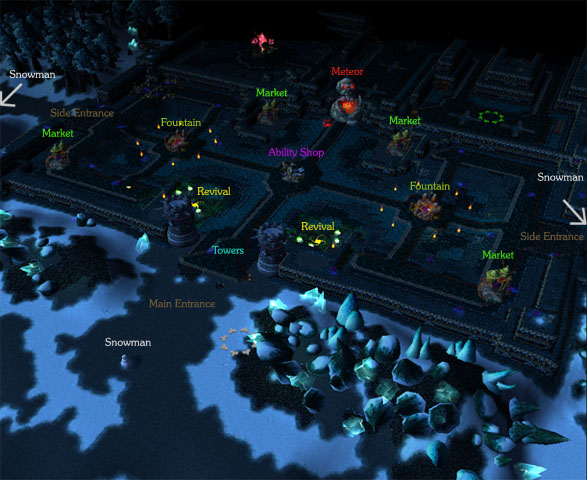 Meteor
Snowman
Market
Side Entrance
Market
Fountain
Market
Ability Shop
Snowman
Fountain
Revival
Revival
Side Entrance
Towers
Market
Main Entrance
Snowman